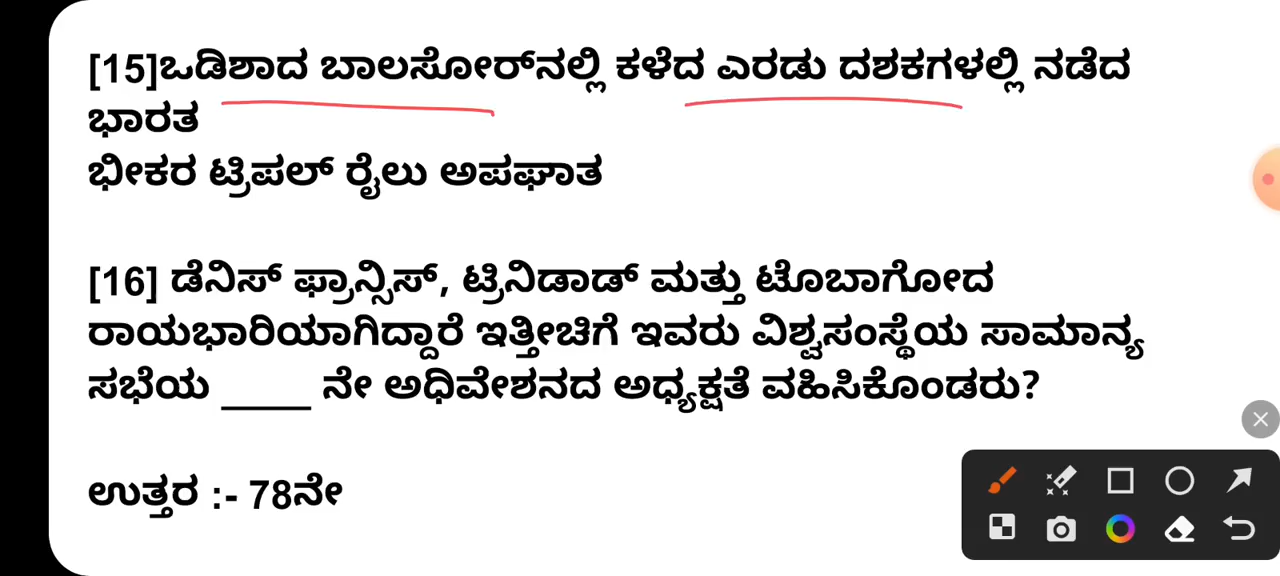 [15]ಒಡಿಶಾದ ಬಾಲಸೋರ್‌ನಲ್ಲಿ ಕಳೆದ ಎರಡು ದಶಕಗಳಲ್ಲಿ ನಡೆದ
ಭಾರತ
ಭೀಕರ ಟ್ರಿಪಲ್ ರೈಲು ಅಪಘಾತ
[16] ಡೆನಿಸ್ ಫ್ರಾನ್ಸಿಸ್, ಟ್ರಿನಿಡಾಡ್ ಮತ್ತು ಟೊಬಾಗೋದ
ರಾಯಭಾರಿಯಾಗಿದ್ದಾರೆ ಇತ್ತೀಚಿಗೆ ಇವರು ವಿಶ್ವಸಂಸ್ಥೆಯ ಸಾಮಾನ್ಯ
ಸಭೆಯ _____ ನೇ ಅಧಿವೇಶನದ ಅಧ್ಯಕ್ಷತೆ ವಹಿಸಿಕೊಂಡರು?
ಉತ್ತರ :- 78ನೇ